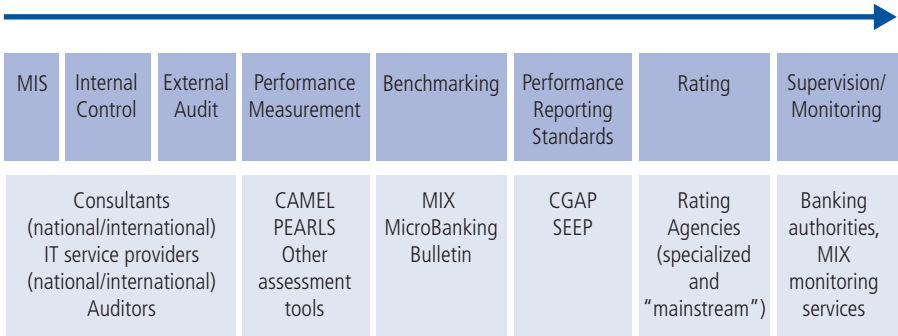 MIS
Internal
Control
External
Audit
Performance
Measurement
Benchmarking
Performance
Reporting
Standards
Rating
Supervision/
Monitoring
Consultants
(national/international)
IT service providers
(national/international)
Auditors
CAMEL
PEARLS
Other
assessment
tools
MIX
MicroBanking
Bulletin
CGAP
SEEP
Rating
Agencies
(specialized
and
“mainstream”)
Banking
authorities,
MIX
monitoring
services